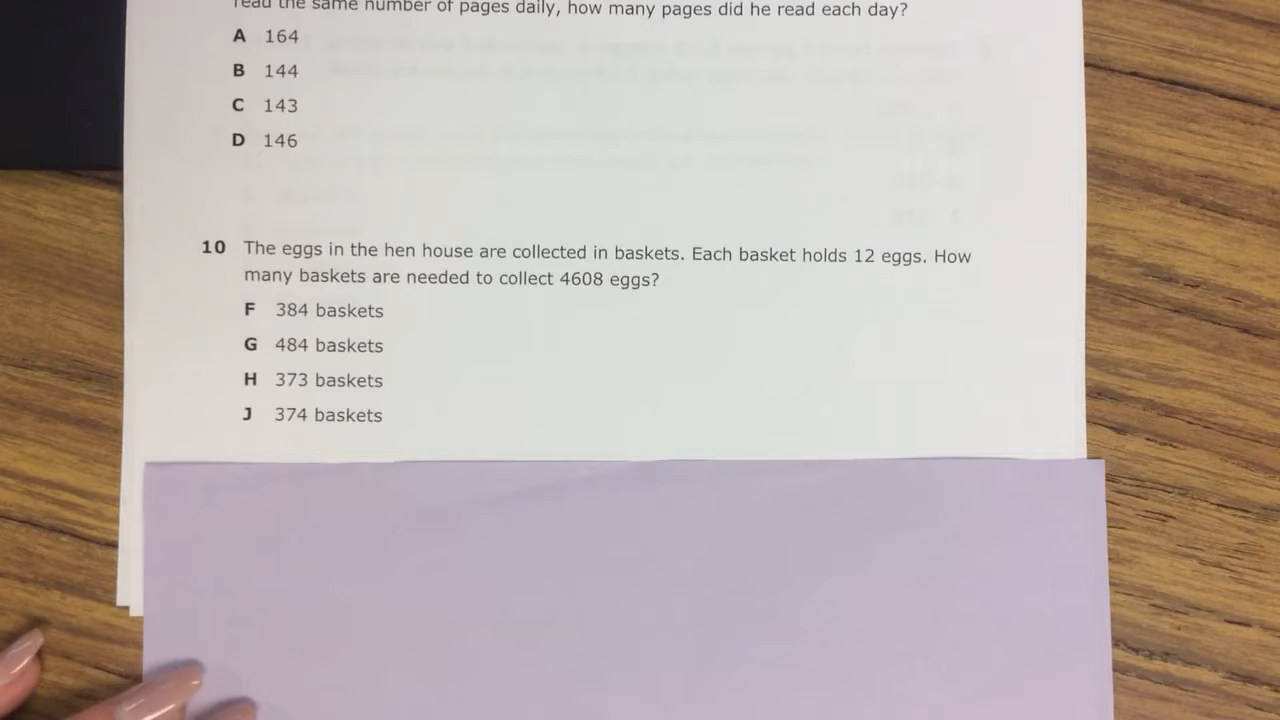 read the same number of pages daily, how many pages did he read each day?
A 164
B 144
C 143
D 146
10 The eggs in the hen house are collected in baskets. Each basket holds 12 eggs. How
many baskets are needed to collect 4608 eggs?
F 384 baskets
G 484 baskets
H 373 baskets
J 374 baskets